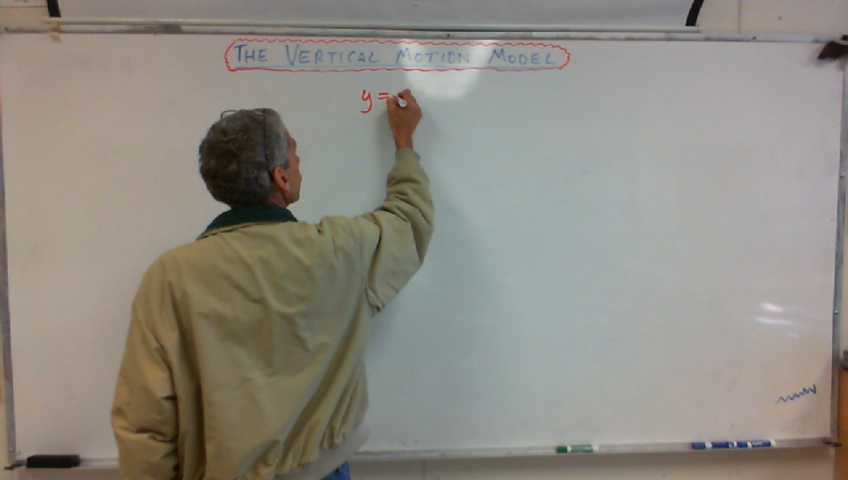 THE VERTICAL MOTION MODEL
y =